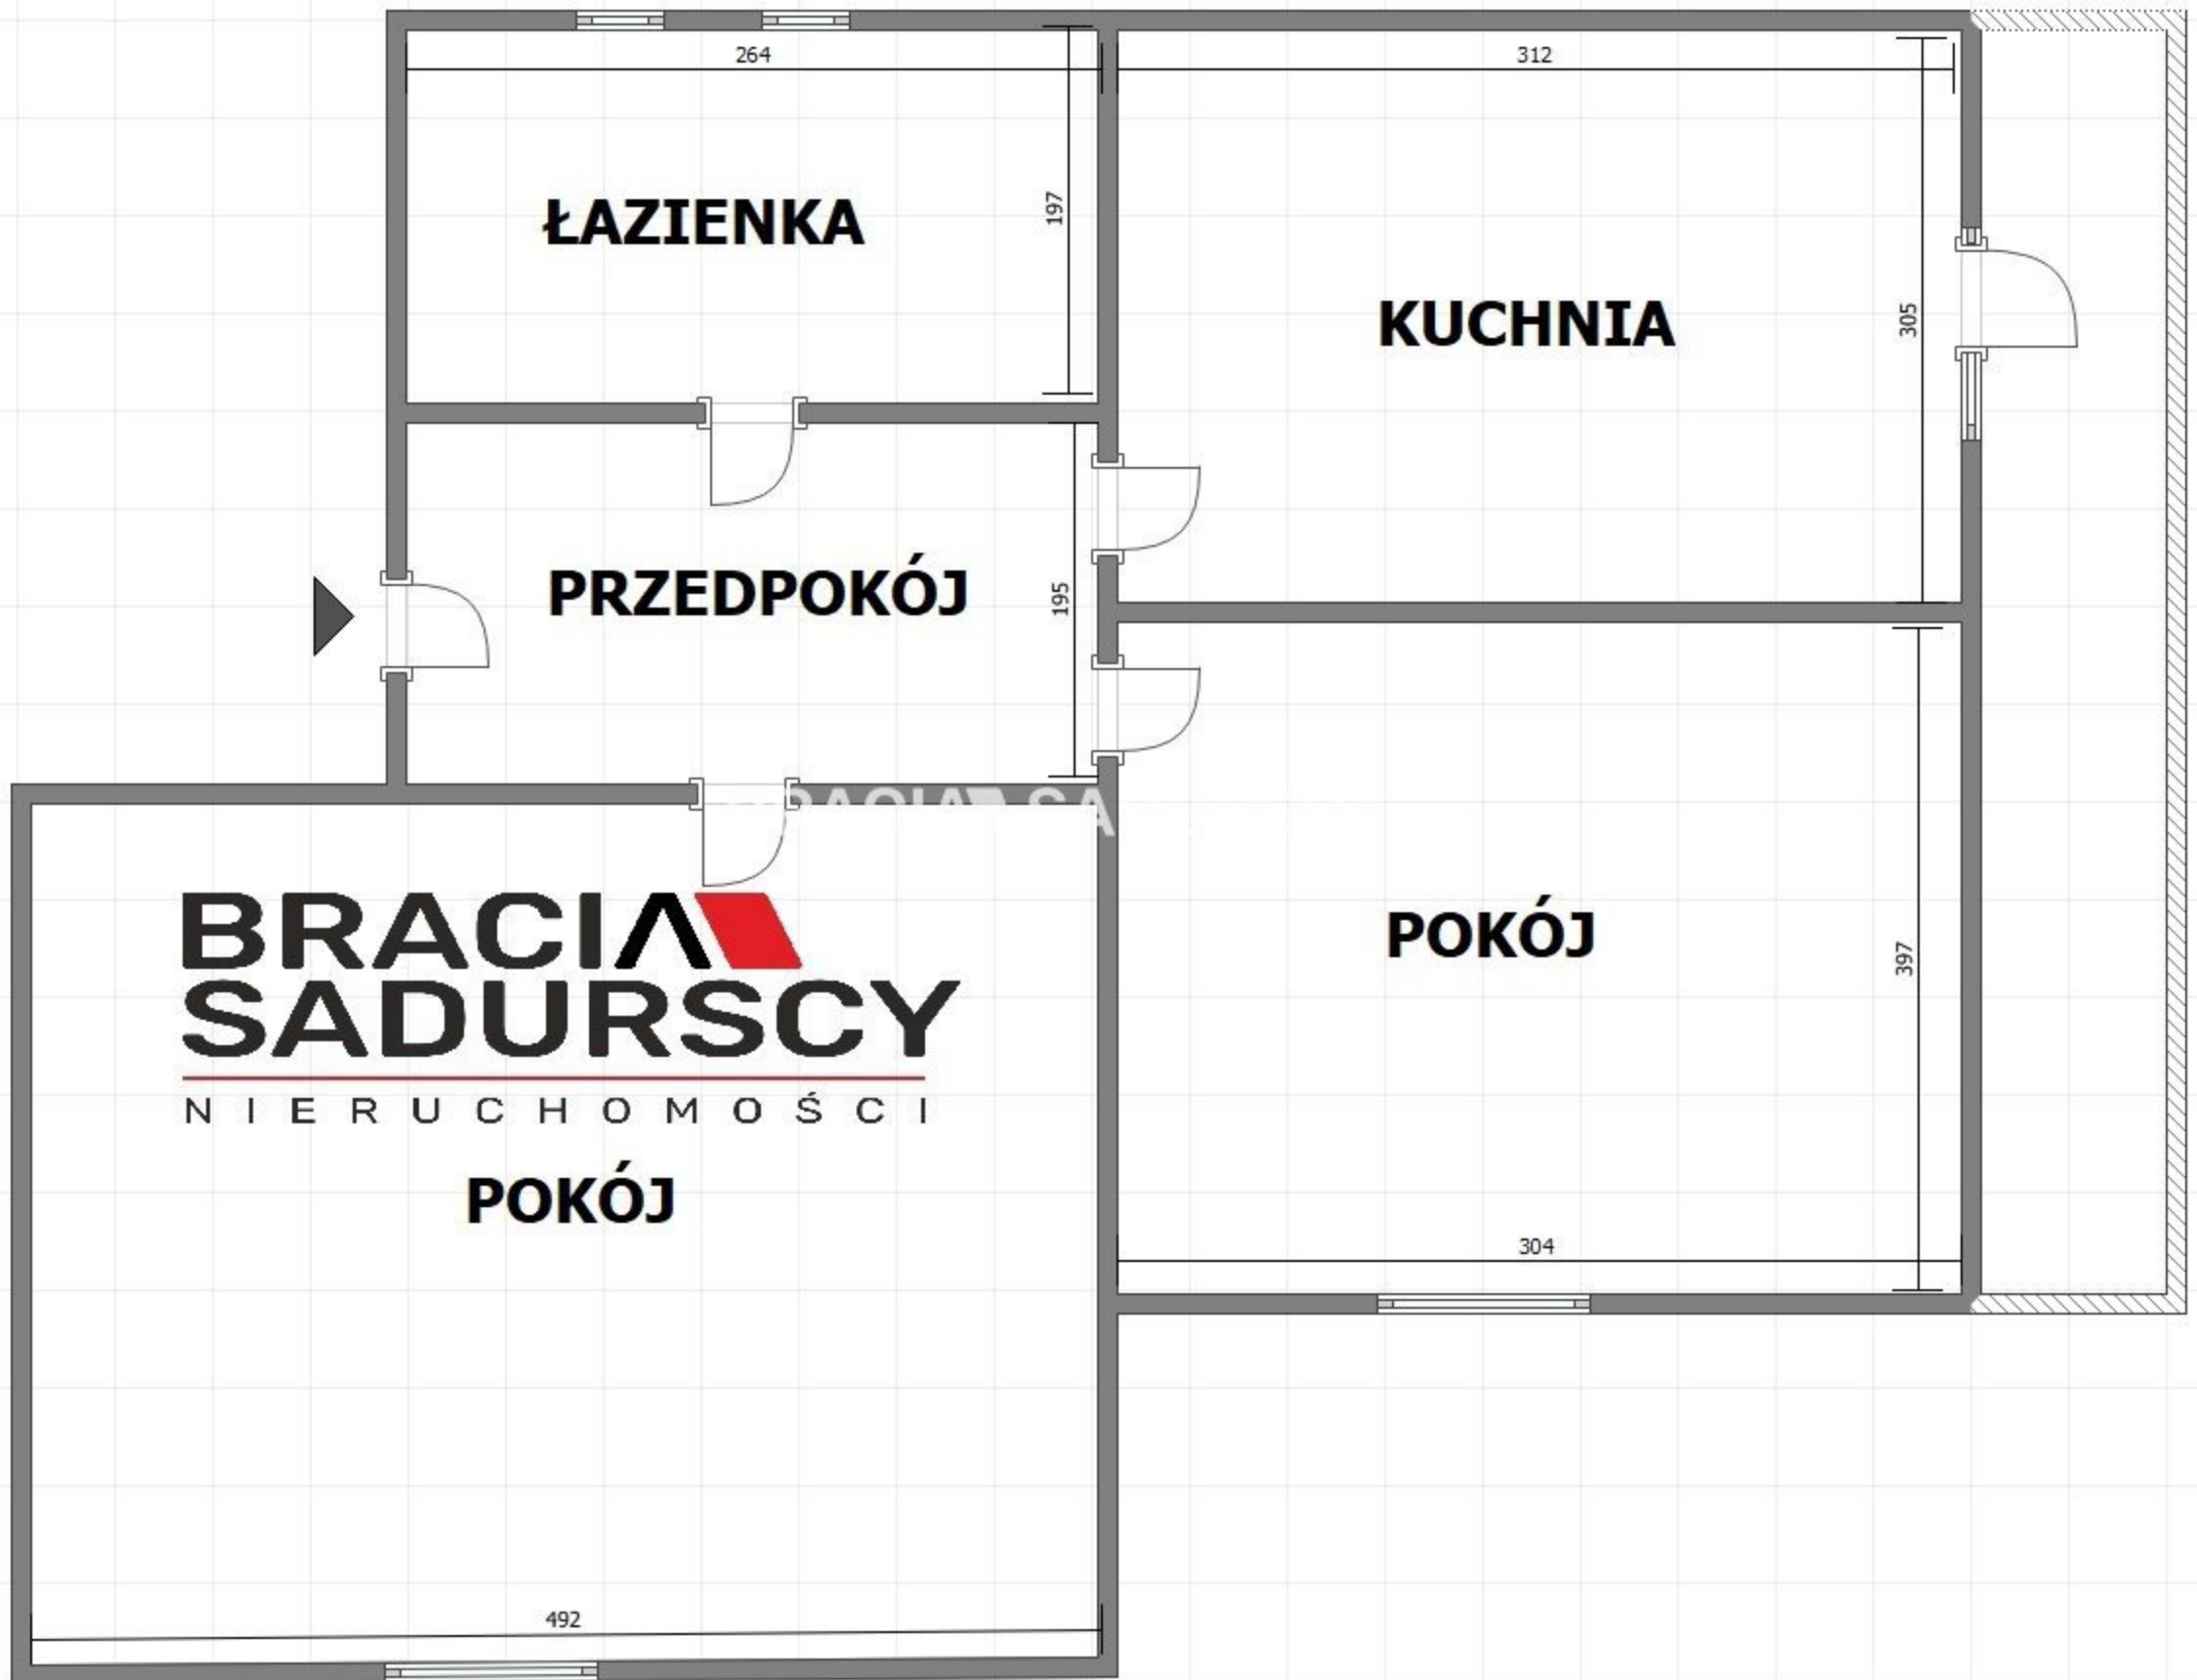 264
312
197
ŁAZIENKA
KUCHNIA
305
PRZEDPOKÓJ
195
BRACIA
SADURSCY
NIERUCHOMOŚCI
POKÓJ
397
POKÓJ
304
492